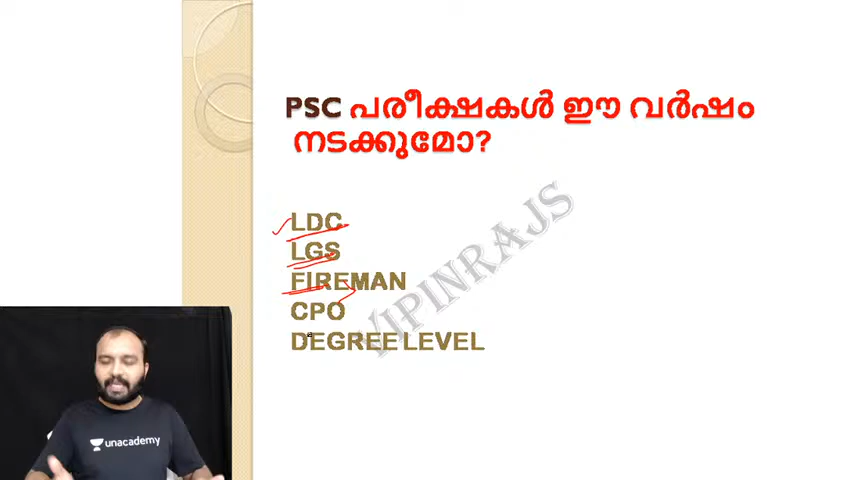 PSC പരീക്ഷകൾ ഈ വർഷം
നടക്കുമോ?
LDC
LGS
FIREMAN
CPO
DEGREE LEVEL
VIPINRAJS
unacademy